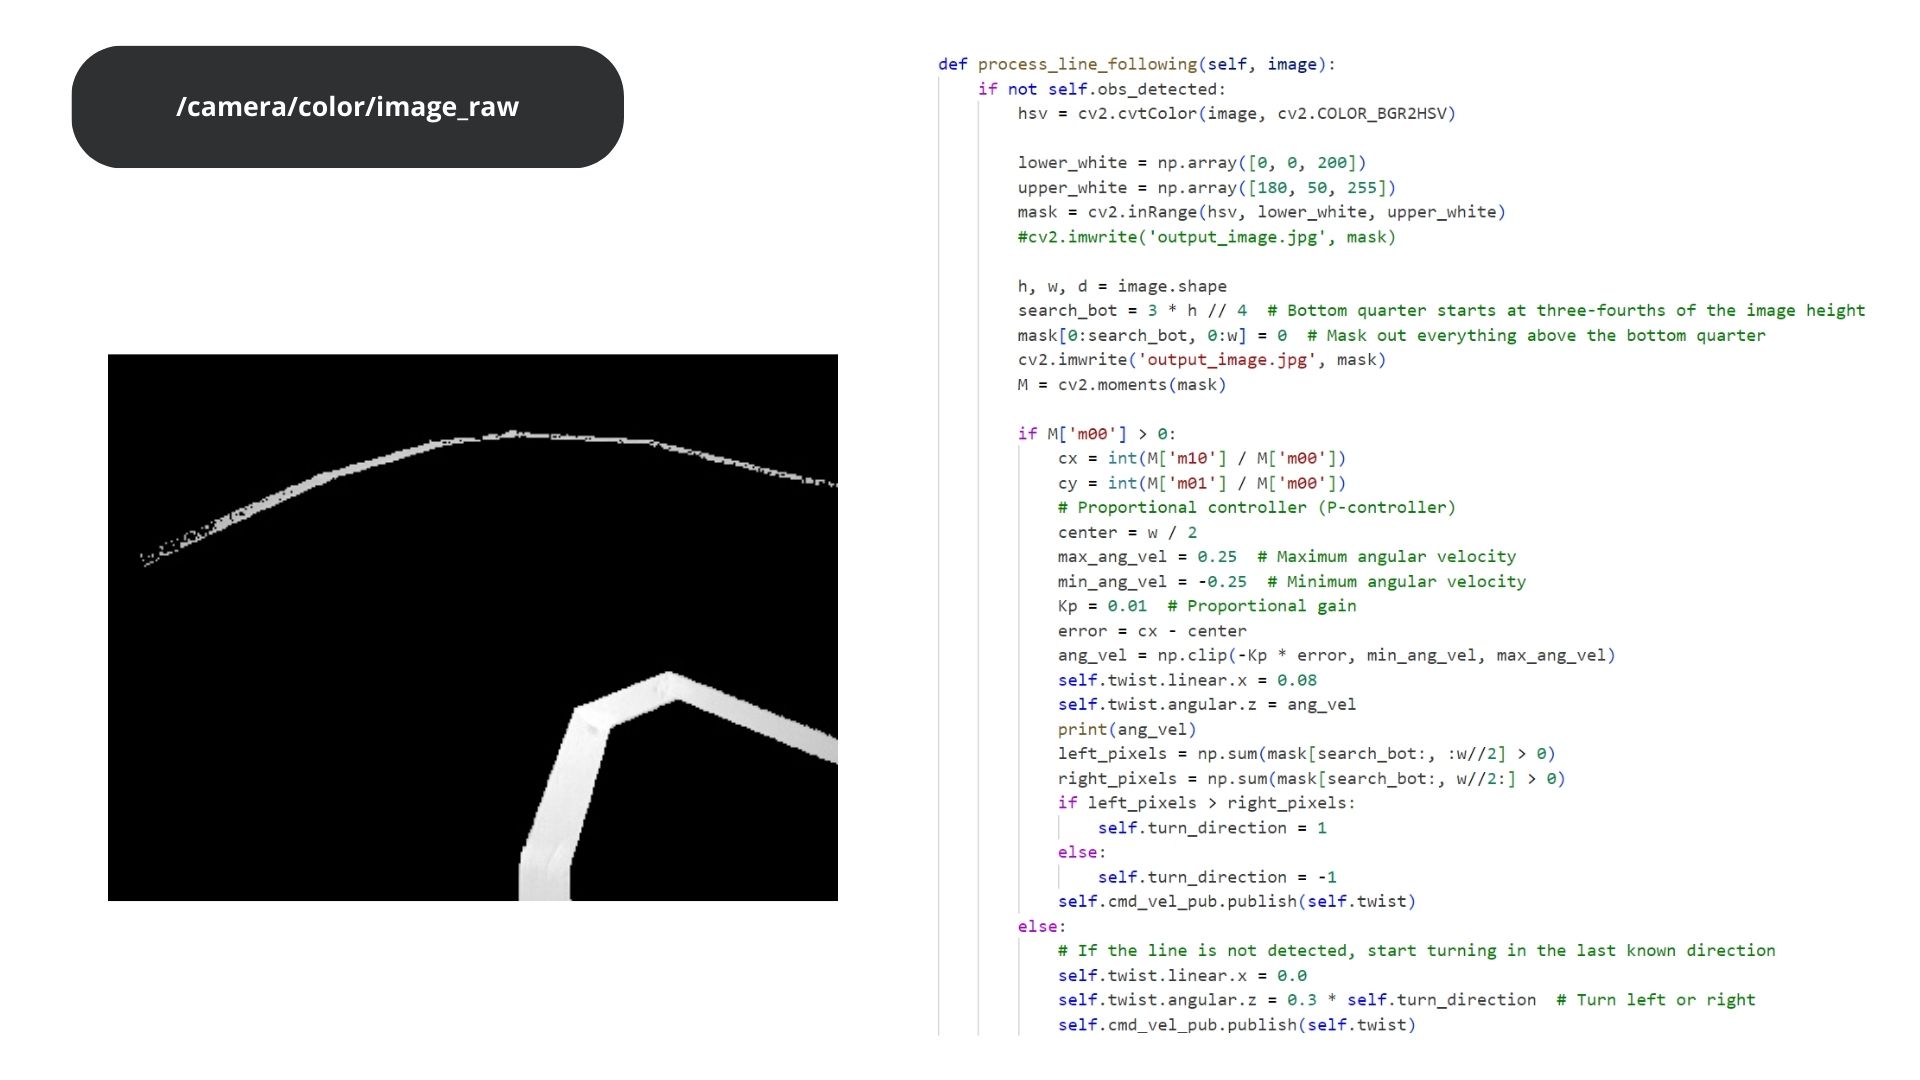 /camera/color/image_raw
def process_line_following(self, image):
if not self.obs_detected:
hsv = cv2.cvtColor(image, cv2.COLOR_BGR2HSV)
lower_white = np.array([0, 0, 200])
upper_white = np.array([180, 50, 255])
mask = cv2.inRange(hsv, lower_white, upper_white)
#cv2.imwrite('output_image.jpg', mask)
h, w, d = image.shape
search_bot = 3 * h // 4  # Bottom quarter starts at three-fourths of the image height
mask[0:search_bot, 0:w] = 0  # Mask out everything above the bottom quarter
cv2.imwrite('output_image.jpg', mask)
M = cv2.moments(mask)
if M['m00'] > 0:
cx = int(M['m10'] / M['m00'])
cy = int(M['m01'] / M['m00'])
# Proportional controller (P-controller)
center = w / 2
max_ang_vel = 0.25  # Maximum angular velocity
min_ang_vel = -0.25  # Minimum angular velocity
Kp = 0.01  # Proportional gain
error = cx - center
ang_vel = np.clip(-Kp * error, min_ang_vel, max_ang_vel)
self.twist.linear.x = 0.08
self.twist.angular.z = ang_vel
print(ang_vel)
left_pixels = np.sum(mask[search_bot:, :w//2] > 0)
right_pixels = np.sum(mask[search_bot:, w//2:] > 0)
if left_pixels > right_pixels:
self.turn_direction = 1
else:
self.turn_direction = -1
self.cmd_vel_pub.publish(self.twist)
else:
# If the line is not detected, start turning in the last known direction
self.twist.linear.x = 0.0
self.twist.angular.z = 0.3 * self.turn_direction  # Turn left or right
self.cmd_vel_pub.publish(self.twist)